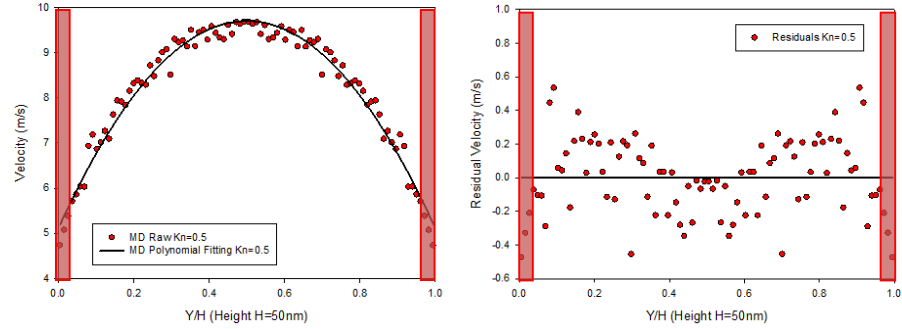 10
9
8
7
6
5
4
Velocity (m/s)
MD Raw Kn=0.5
MD Polynomial Fitting Kn=0.5
0.0 0.2 0.4 0.6 0.8 1.0
Y/H (Height H=50nm)
1.0
0.8
0.6
0.4
0.2
0.0
-0.2
-0.4
-0.6
Residual Velocity (m/s)
Residuals Kn=0.5
0.0 0.2 0.4 0.6 0.8 1.0
Y/H (Height H=50nm)